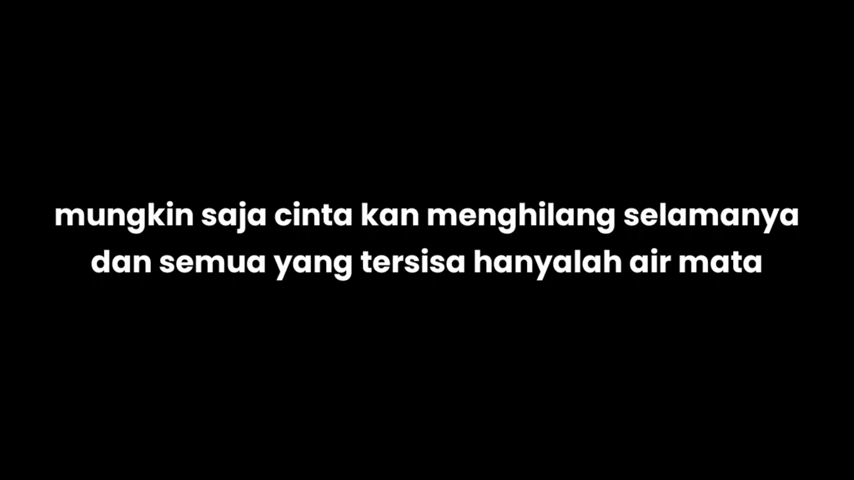 mungkin saja cinta kan menghilang selamanya
dan semua yang tersisa hanyalah air mata